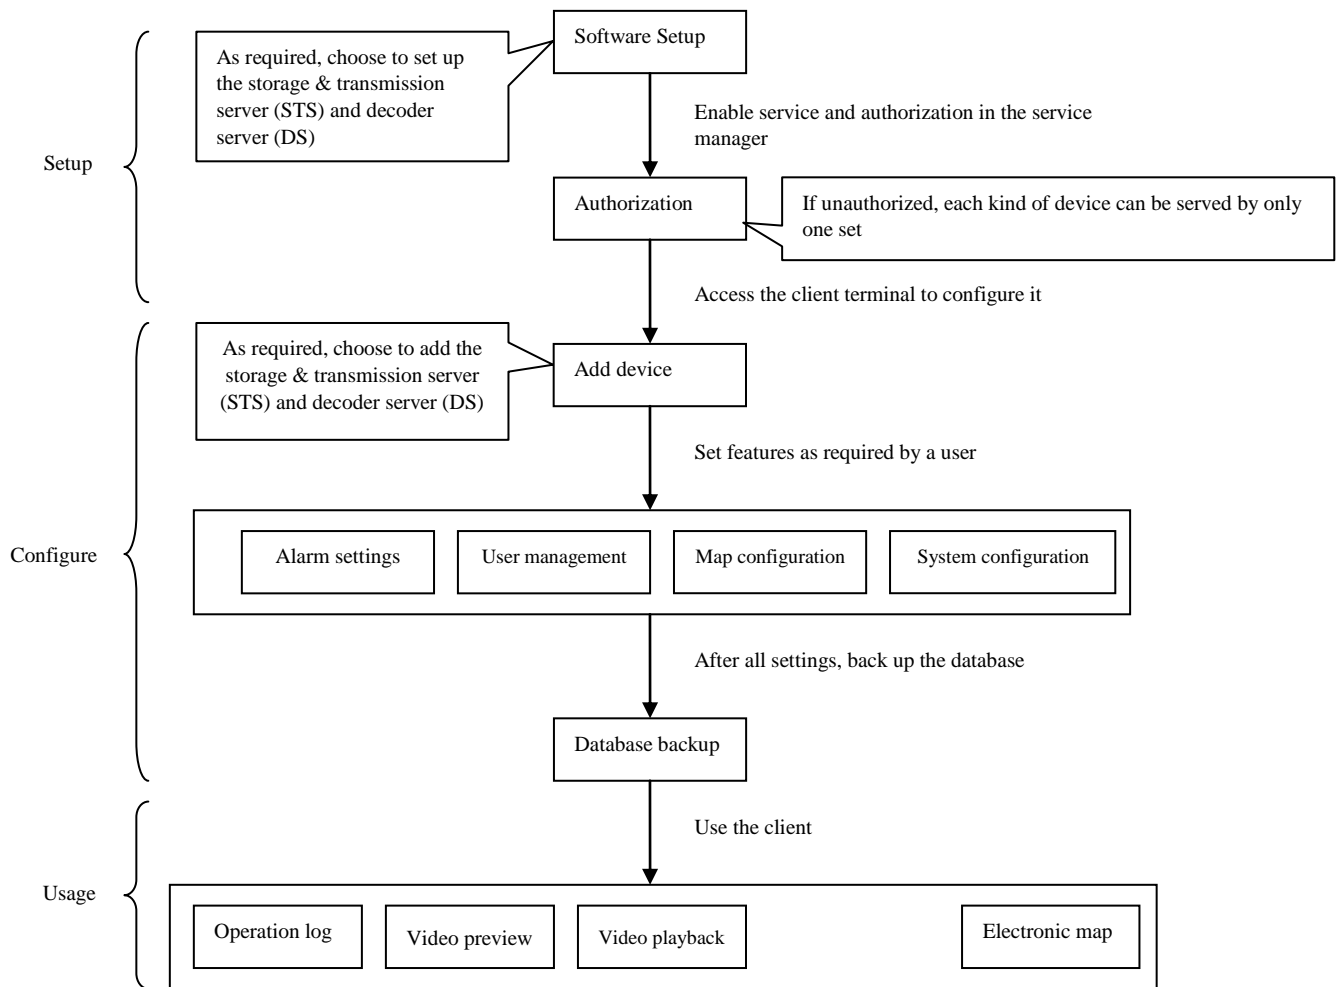 Software Setup
As required, choose to set up
the storage & transmission
server (STS) and decoder
server (DS)
Enable service and authorization in the service
manager
Setup
Authorization
If unauthorized, each kind of device can be served by only
one set
Access the client terminal to configure it
As required, choose to add the
storage & transmission server
(STS) and decoder server (DS)
Add device
Set features as required by a user
Configure
Alarm settings
User management
Map configuration
System configuration
After all settings, back up the database
Database backup
Use the client
Usage
Operation log
Video preview
Video playback
Electronic map